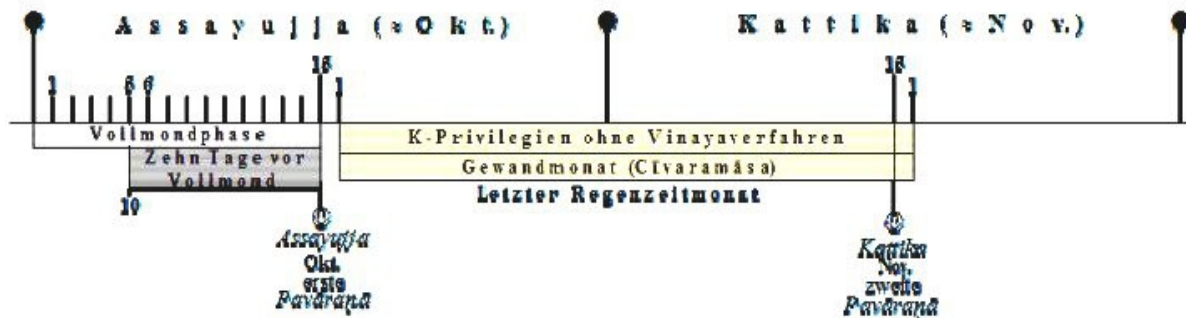 Assayujja (≈ Okt.) Kattika (≈ Nov.)
1 5 6 15 1 15 1
Vollmondphase K-Privilegien ohne Vinayaverfahren
Zehn Tage vor Gewandmonat (Cīvaramāsa)
Vollmond Letzter Regenzeitmonat
10
Assayujja Kattika
Okt. Nov.
erste zweite
Pavāraṇā Pavāraṇā